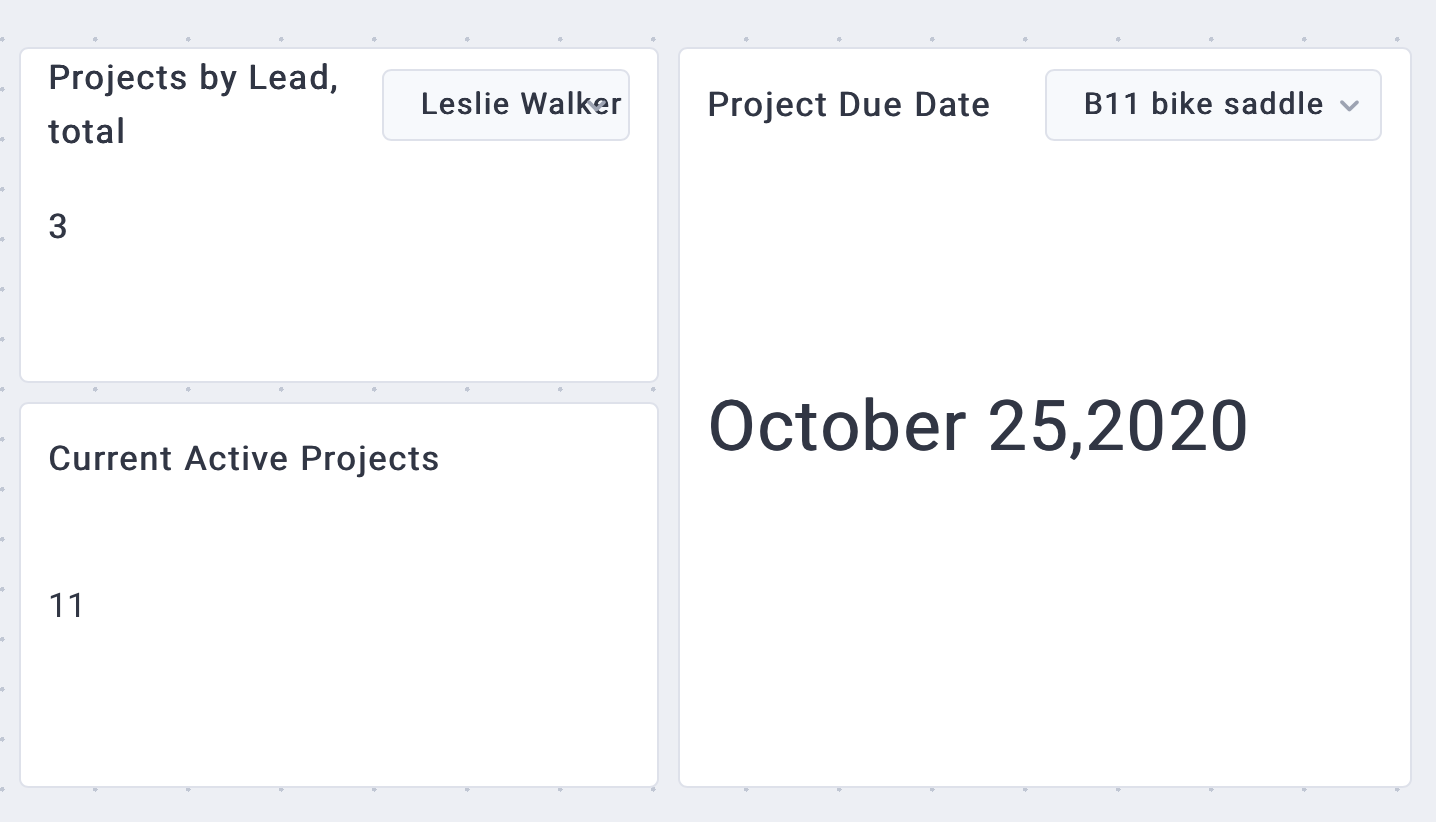 Projects by Lead,
total
Leslie Walker
3
Current Active Projects
11
Project Due Date
B11 bike saddle
October 25,2020